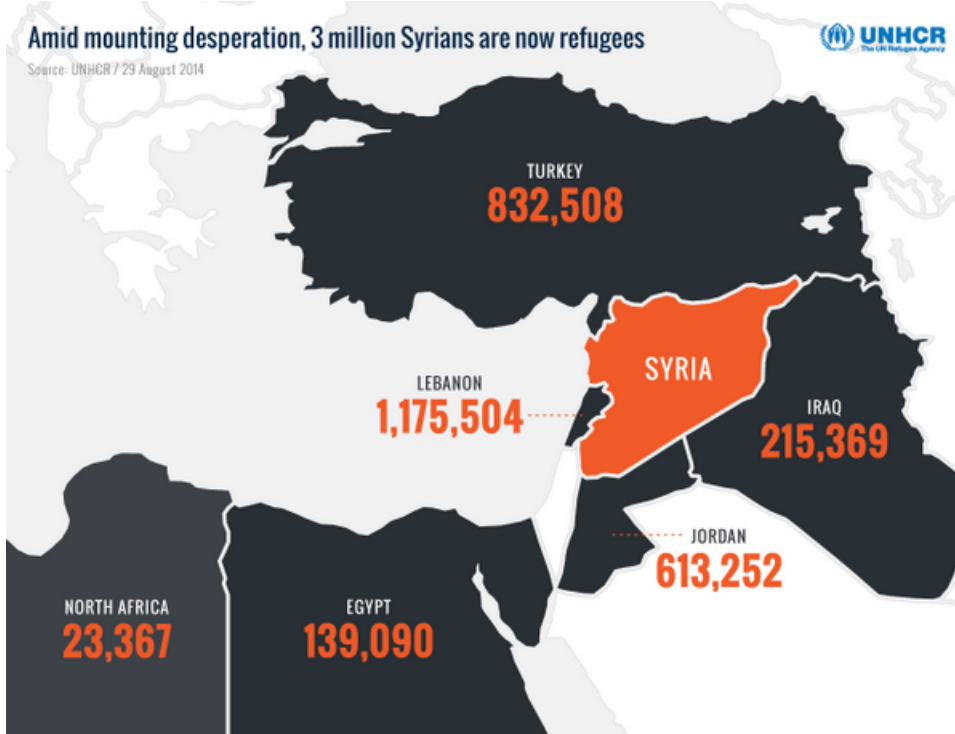 Amid mounting desperation, 3 million Syrians are now refugees
Source: UNHCR / 29 August 2014
UNHCR
The UN Refugee Agency
TURKEY
832,508
SYRIA
LEBANON
1,175,504
IRAQ
215,369
JORDAN
613,252
NORTH AFRICA
23,367
EGYPT
139,090